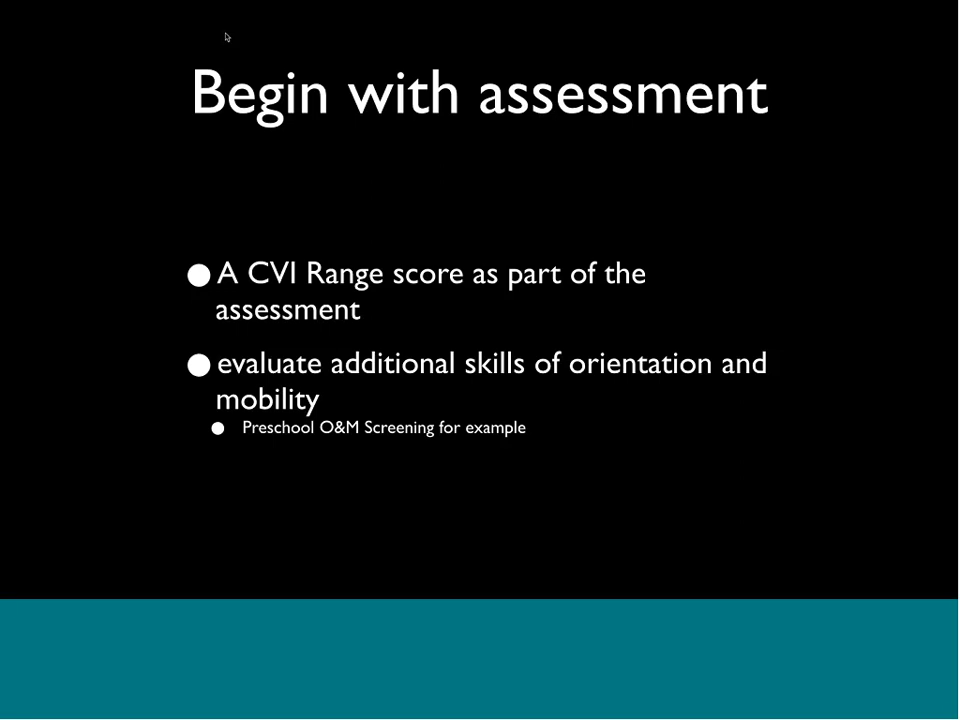 Begin with assessment
● A CVI Range score as part of the
assessment
● evaluate additional skills of orientation and
mobility
● Preschool O&M Screening for example